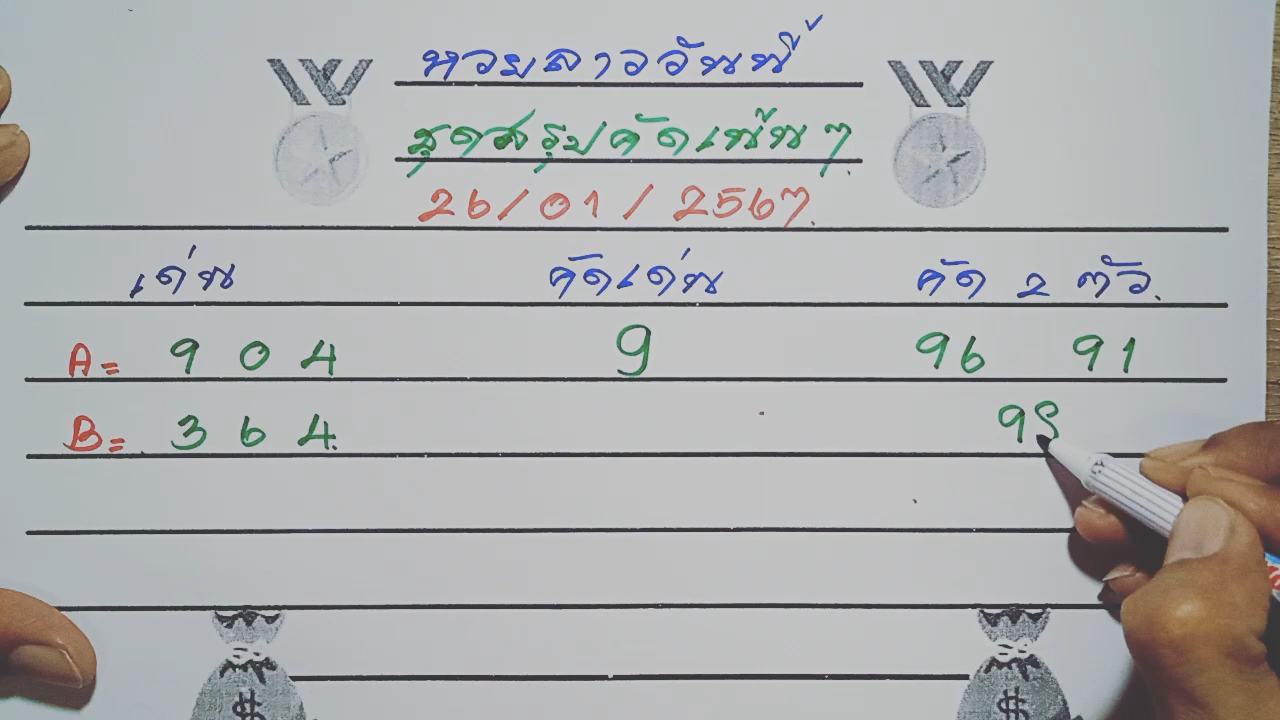 หวยลาววันนี้
สุดสรุปคัดเน้นๆ
26/01/2567.
เด่น คัดเด่น คัด 2 ตัว.
A= 9 0 4 9 96 91
B= 3 6 4. 99
$ $